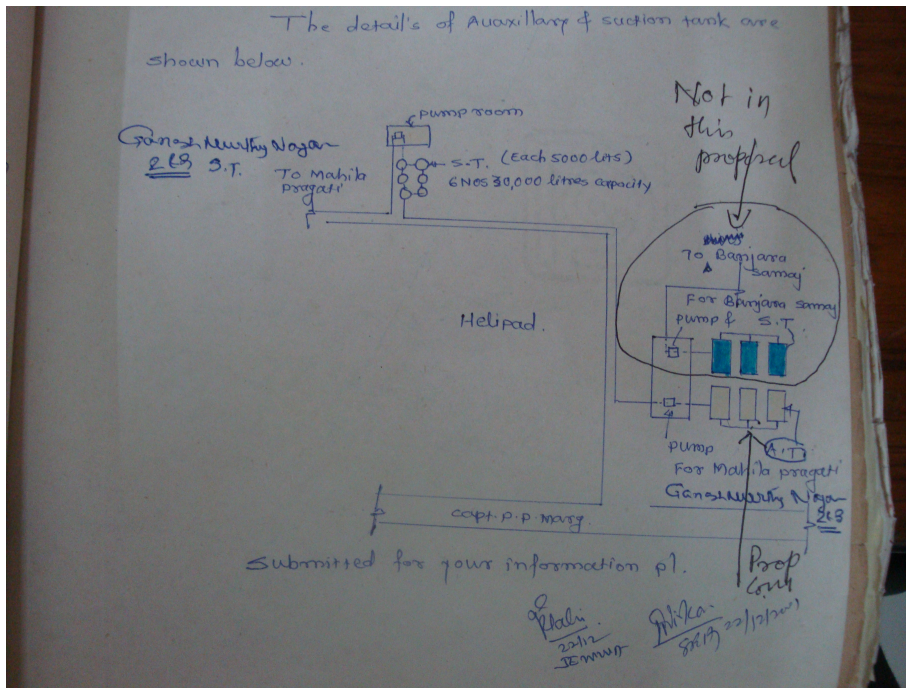 The detail's of Auaxillary & suction tank are
shown below.
Not in
this
proposal
pump room
Ganesh Murthy Nagar
2&3 S.T.
To Mahila
pragati
S.T. (Each 5000 lits)
6 NOS 30,000 litres capacity
To Banjara
samaj
For Banjara samaj
pump & S.T.
Helipad.
pump
A.T.
For Mahila pragati
Ganesh Murthy Nagar
2&3
capt. p. p. marg.
Submitted for your information pl.
Prop
22/12
22/12/2001